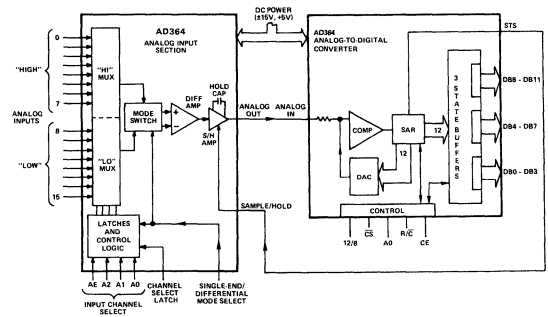 DC POWER
(±15V, +5V)
STS
AD364
ANALOG INPUT
SECTION
AD364
ANALOG-TO-DIGITAL
CONVERTER
0
"HIGH"
7
ANALOG
INPUTS
8
"LOW"
15
"HI"
MUX
"LO"
MUX
MODE
SWITCH
DIFF
AMP
+
−
HOLD
CAP
S/H
AMP
ANALOG
OUT
ANALOG
IN
COMP
SAR
12
12
DAC
3
STATE BUFFERS
DB8 - DB11
DB4 - DB7
DB0 - DB3
SAMPLE/HOLD
CONTROL
12/8
CS
A0
R/C
CE
LATCHES
AND
CONTROL
LOGIC
AE A2 A1 A0
INPUT CHANNEL
SELECT
CHANNEL
SELECT
LATCH
SINGLE-END/
DIFFERENTIAL
MODE SELECT